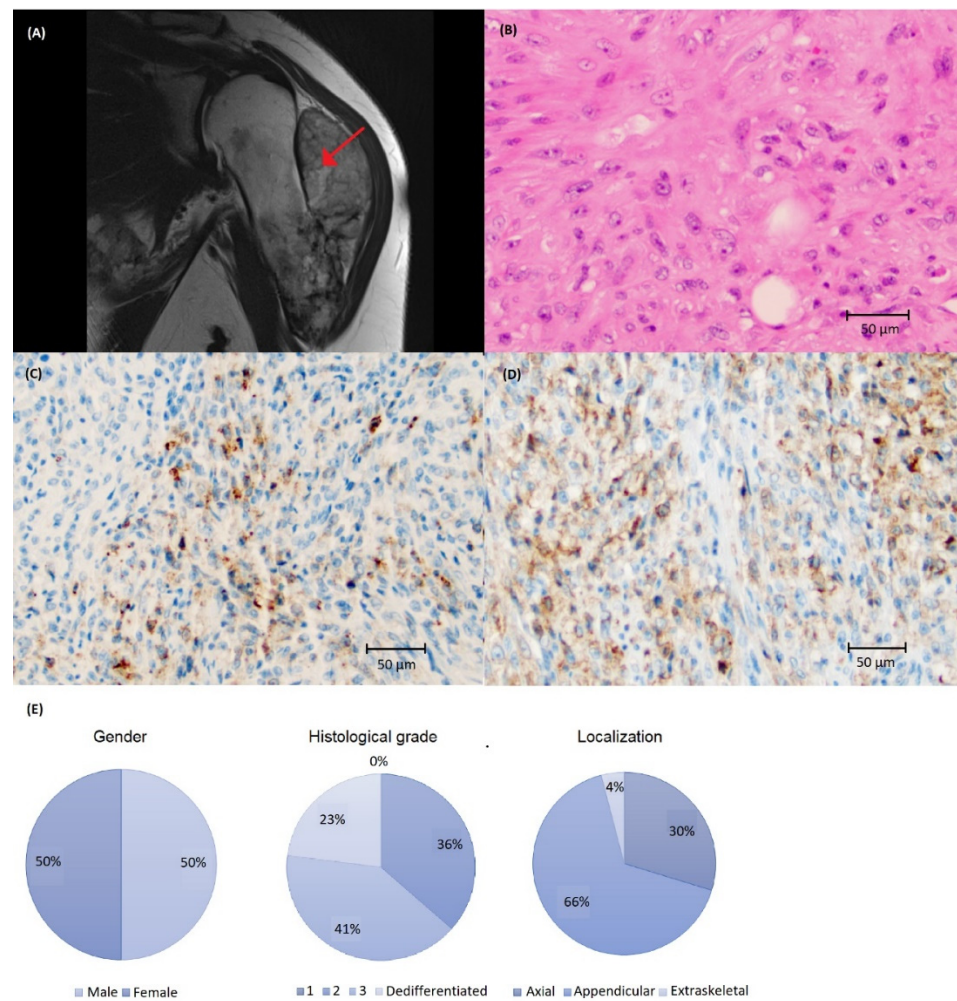 (A)
(B)
50 µm
(C)
(D)
50 µm
50 µm
(E)
Gender
Histological grade
Localization
0%
4%
23%
30%
36%
50%
50%
66%
41%
Male Female
1 2 3 Dedifferentiated
Axial Appendicular Extraskeletal